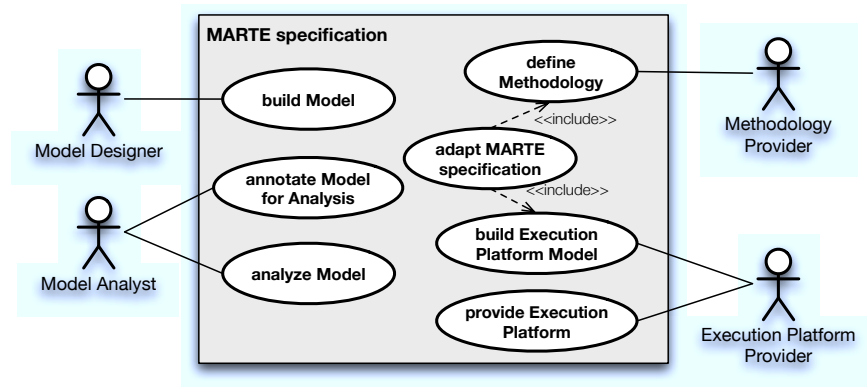 MARTE specification
define
Methodology
build Model
<<include>>
Model Designer
Methodology
Provider
adapt MARTE
specification
annotate Model
for Analysis
<<include>>
build Execution
Platform Model
analyze Model
Model Analyst
provide Execution
Platform
Execution Platform
Provider